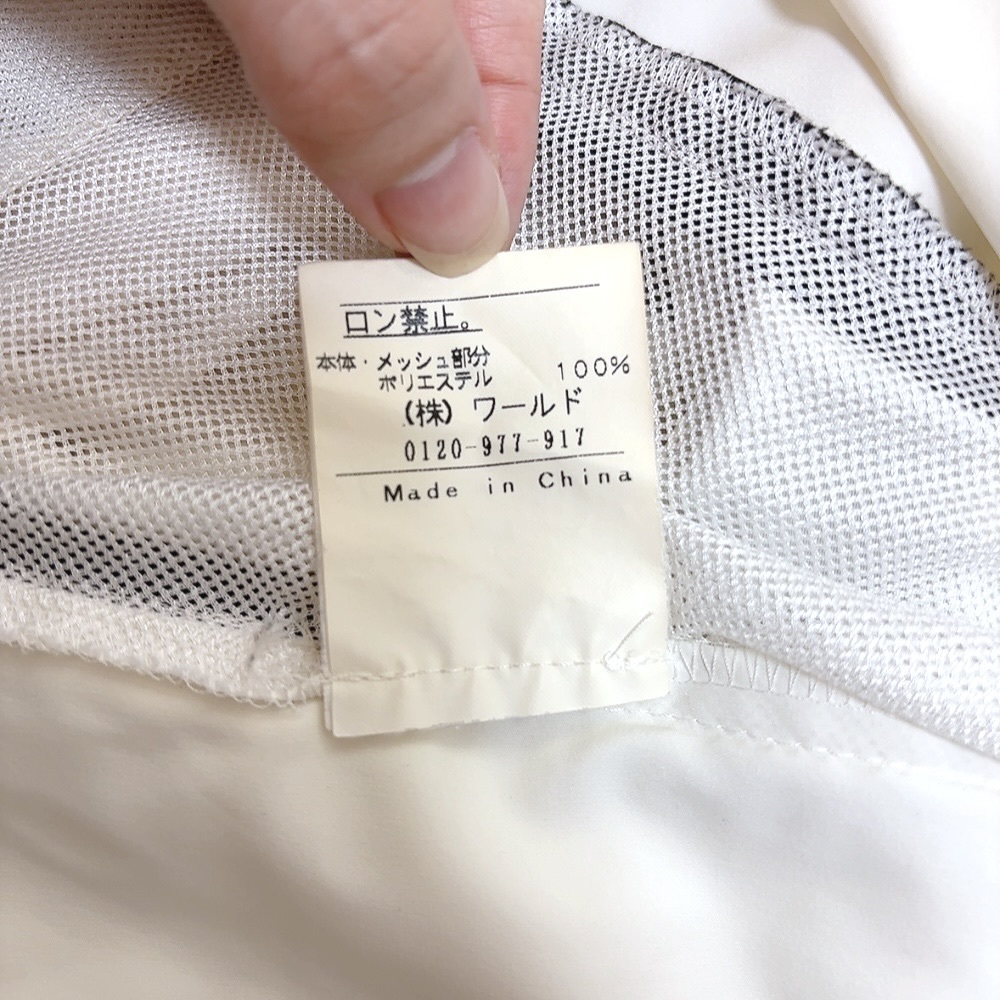 ロン禁止。
本体・メッシュ部分
ポリエステル 100%
(株) ワールド
0120-977-917
Made in China